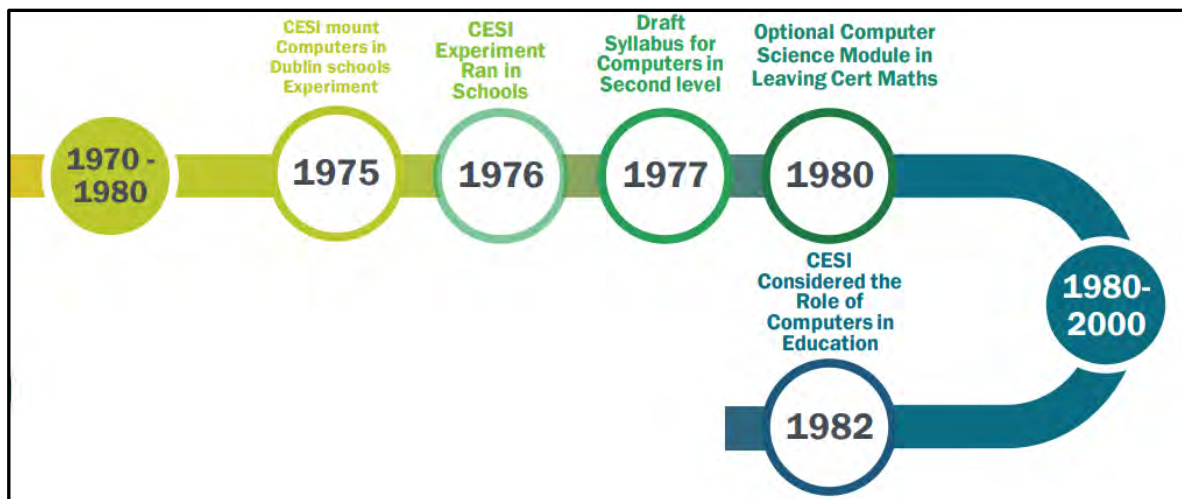 CESI mount
Computers in
Dublin schools
Experiment
CESI
Experiment
Ran in
Schools
Draft
Syllabus for
Computers in
Second level
Optional Computer
Science Module in
Leaving Cert Maths
1970 -
1980
1975
1976
1977
1980
CESI
Considered the
Role of
Computers in
Education
1980-
2000
1982